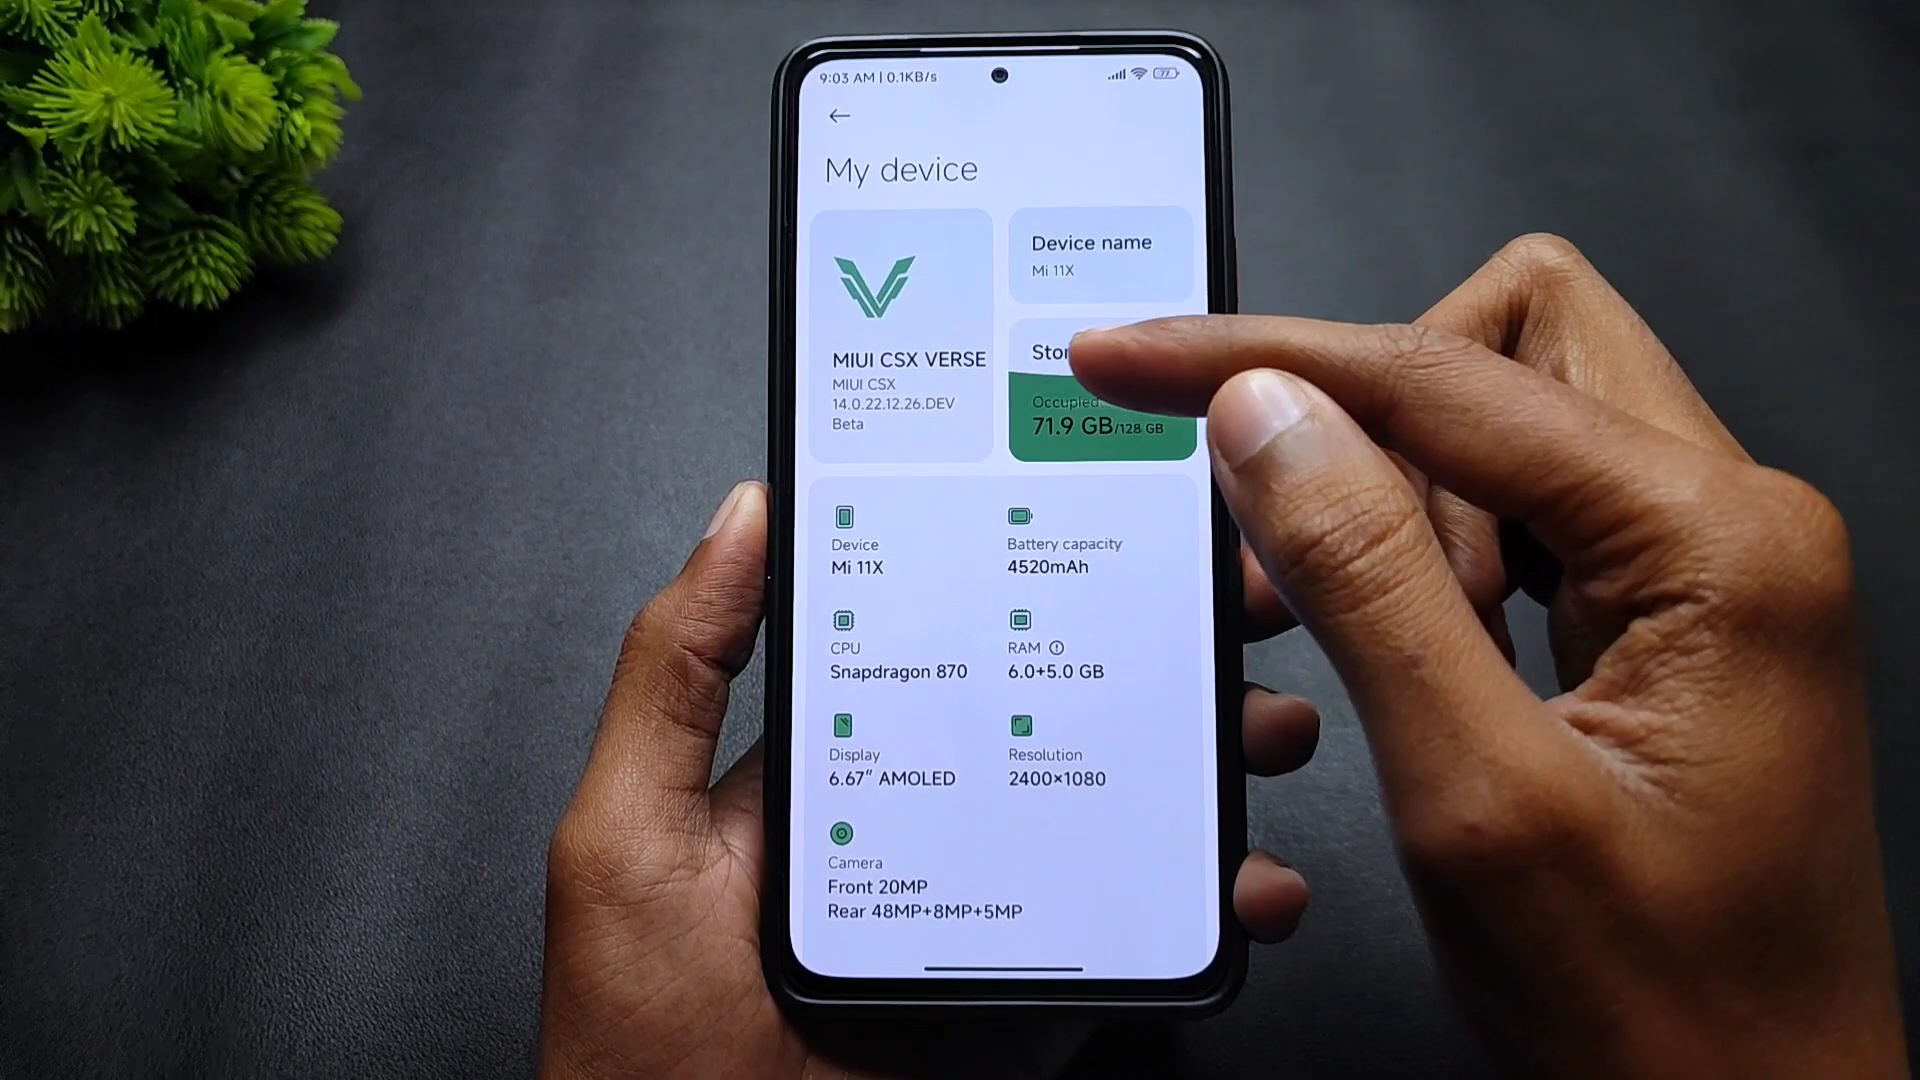 9:03 AM | 0.1KB/s
77
My device
MIUI CSX VERSE
MIUI CSX
14.0.22.12.26.DEV
Beta
Device name
Mi 11X
Occupied
71.9 GB/128 GB
Device
Mi 11X
Battery capacity
4520mAh
CPU
Snapdragon 870
RAM
6.0+5.0 GB
Display
6.67″ AMOLED
Resolution
2400×1080
Camera
Front 20MP
Rear 48MP+8MP+5MP